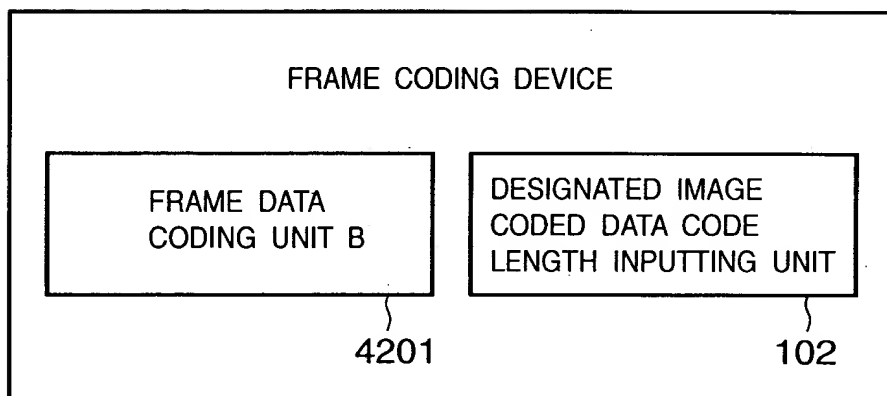 FRAME CODING DEVICE
FRAME DATA
CODING UNIT B
DESIGNATED IMAGE
CODED DATA CODE
LENGTH INPUTTING UNIT
4201
102